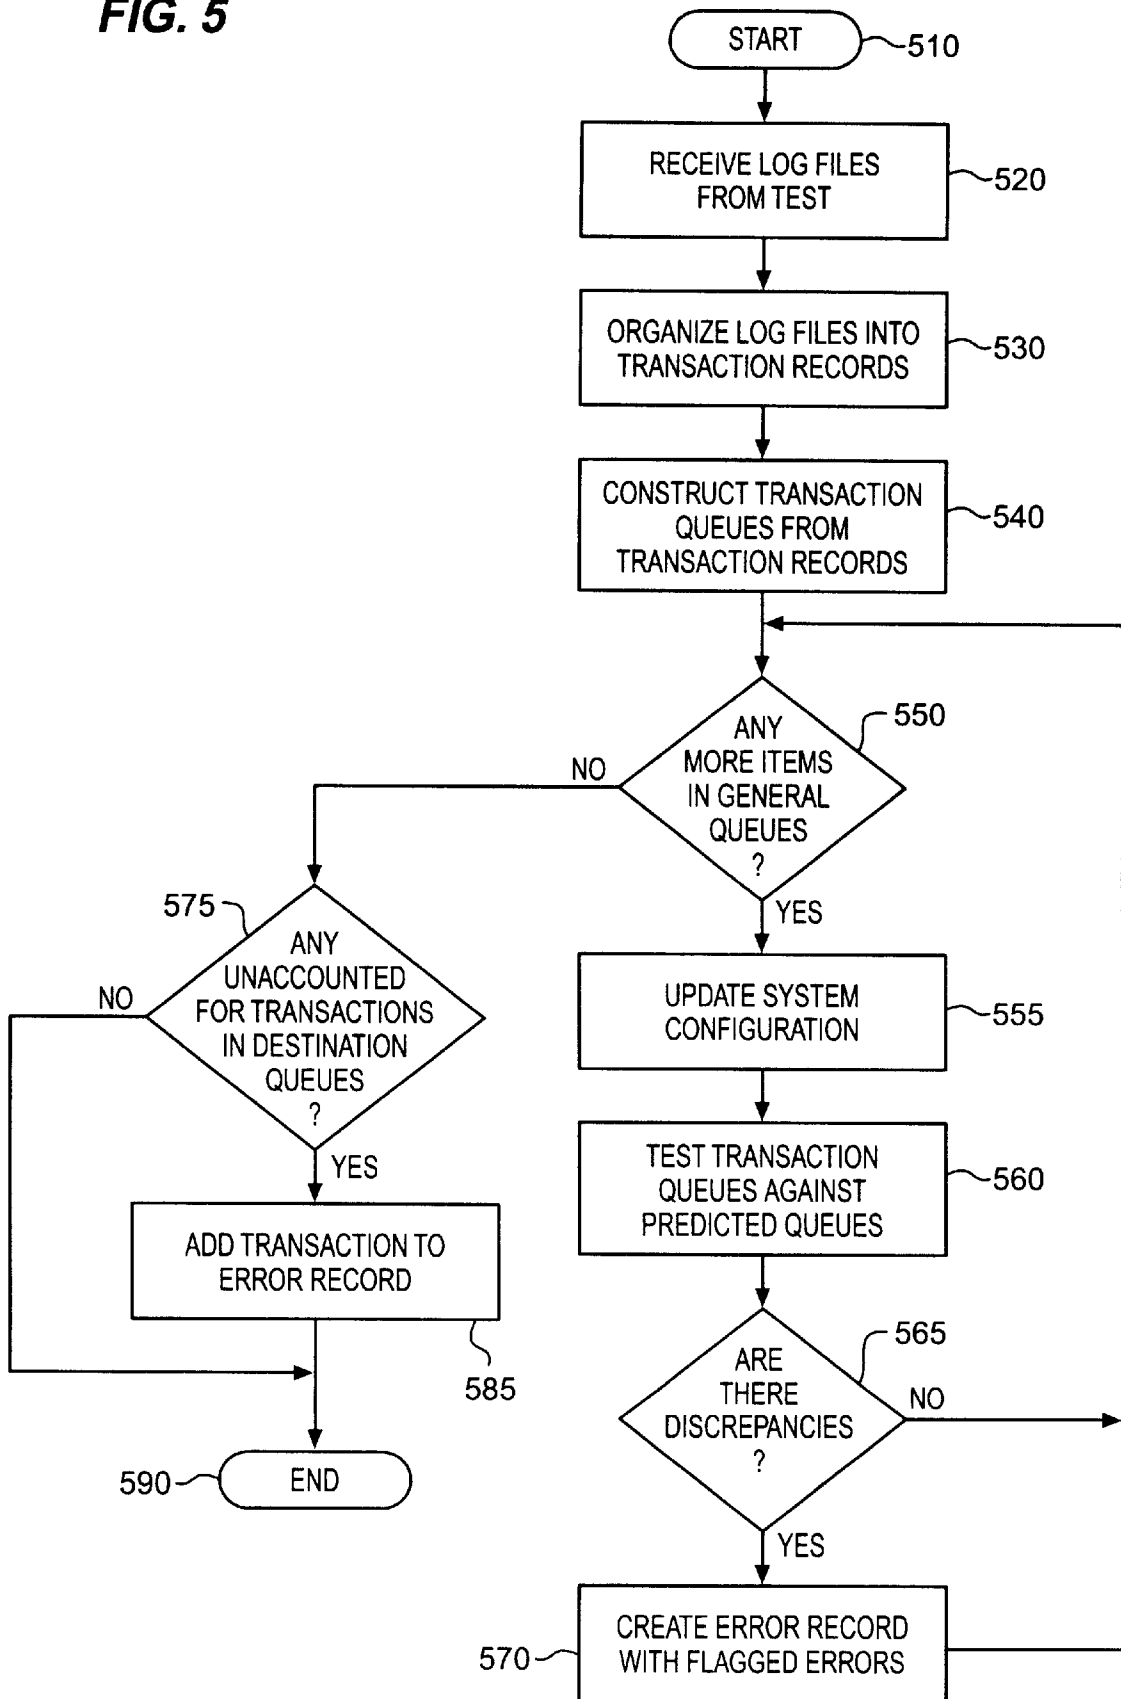 FIG. 5
START
510
RECEIVE LOG FILES
FROM TEST
520
ORGANIZE LOG FILES INTO
TRANSACTION RECORDS
530
CONSTRUCT TRANSACTION
QUEUES FROM
TRANSACTION RECORDS
540
ANY
MORE ITEMS
IN GENERAL
QUEUES
?
550
NO
YES
575
ANY
UNACCOUNTED
FOR TRANSACTIONS
IN DESTINATION
QUEUES
?
NO
YES
UPDATE SYSTEM
CONFIGURATION
555
TEST TRANSACTION
QUEUES AGAINST
PREDICTED QUEUES
560
ADD TRANSACTION TO
ERROR RECORD
585
ARE
THERE
DISCREPANCIES
?
565
NO
YES
590
END
CREATE ERROR RECORD
WITH FLAGGED ERRORS
570